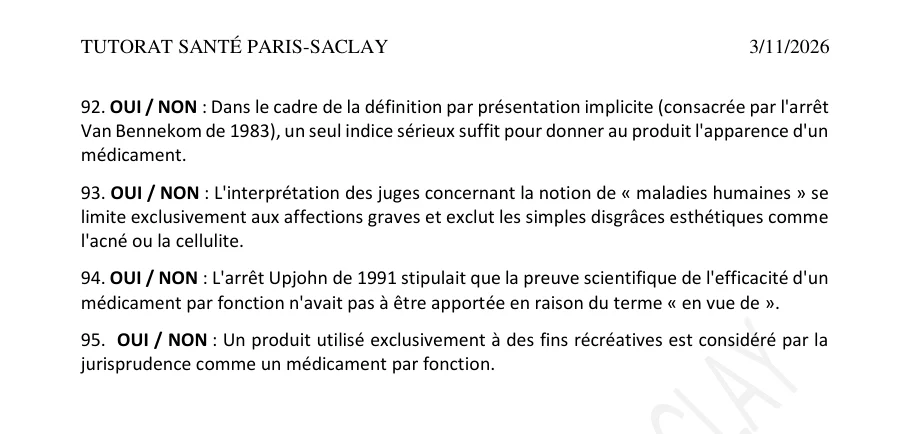 TUTORAT SANTÉ PARIS-SACLAY 3/11/2026
92. OUI / NON : Dans le cadre de la définition par présentation implicite (consacrée par l'arrêt
Van Bennekom de 1983), un seul indice sérieux suffit pour donner au produit l'apparence d'un
médicament.
93. OUI / NON : L'interprétation des juges concernant la notion de « maladies humaines » se
limite exclusivement aux affections graves et exclut les simples disgrâces esthétiques comme
l'acné ou la cellulite.
94. OUI / NON : L'arrêt Upjohn de 1991 stipulait que la preuve scientifique de l'efficacité d'un
médicament par fonction n'avait pas à être apportée en raison du terme « en vue de ».
95. OUI / NON : Un produit utilisé exclusivement à des fins récréatives est considéré par la
jurisprudence comme un médicament par fonction.
CLAY